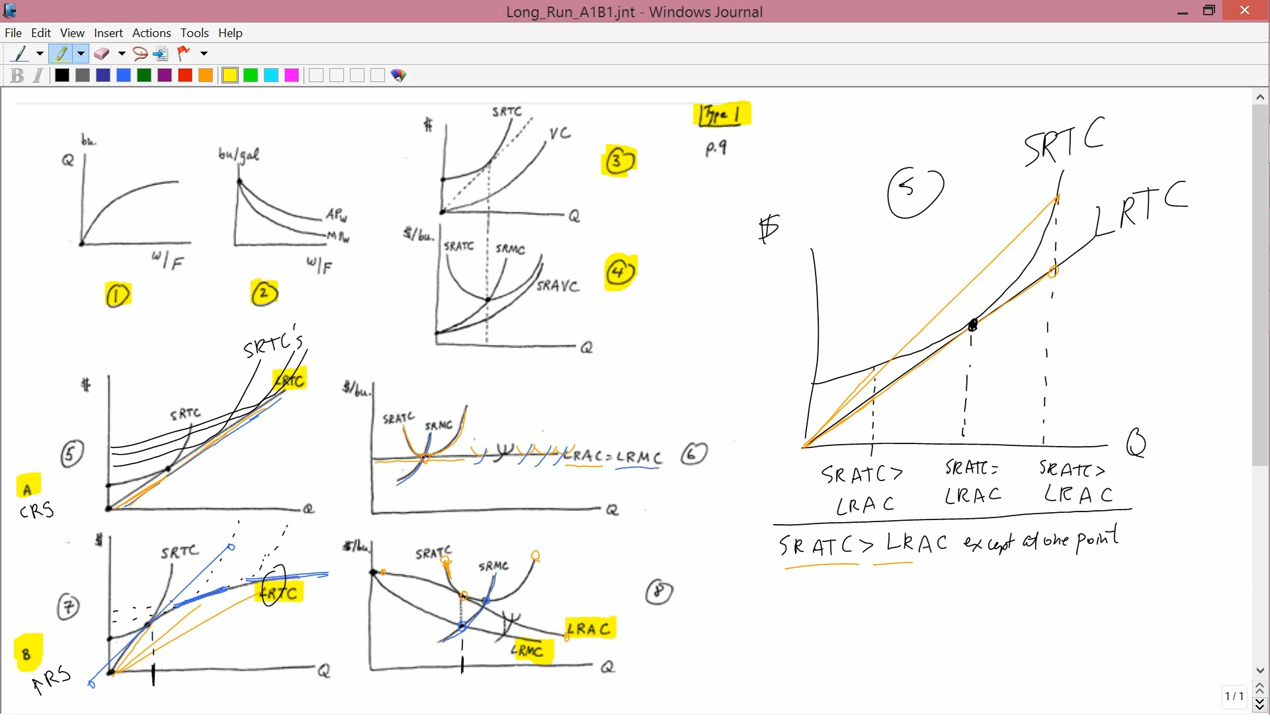 Long_Run_A1B1.jnt - Windows Journal
File Edit View Insert Actions Tools Help
B I
Type 1
p.9
bu.
Q
W/F
①
bu/gal
APw
MPw
W/F
②
$
SRTC
VC
Q
③
$/bu.
SRATC
SRMC
SRAVC
Q
④
SRTC's
$
SRTC
LRTC
Q
⑤
A
CRS
$/bu.
SRATC
SRMC
LRAC = LRMC
Q
⑥
$
SRTC
LRTC
Q
⑦
B
↑RS
$/bu.
SRATC
SRMC
LRAC
LRMC
Q
⑧
⑤
SRTC
LRTC
$
Q
SRATC > LRAC
SRATC = LRAC
SRATC > LRAC
SRATC > LRAC except at one point
1 / 1